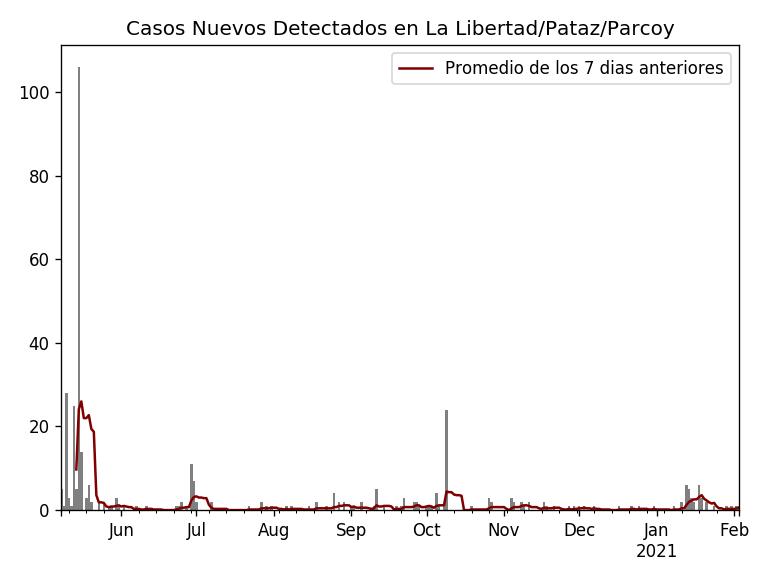 Casos Nuevos Detectados en La Libertad/Pataz/Parcoy
Promedio de los 7 dias anteriores
100
80
60
40
20
0
Jun Jul Aug Sep Oct Nov Dec Jan Feb
2021